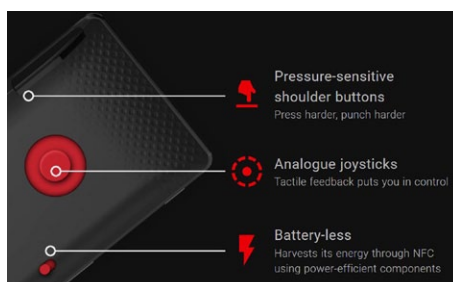 Pressure-sensitive
shoulder buttons
Press harder, punch harder
Analogue joysticks
Tactile feedback puts you in control
Battery-less
Harvests its energy through NFC
using power-efficient components